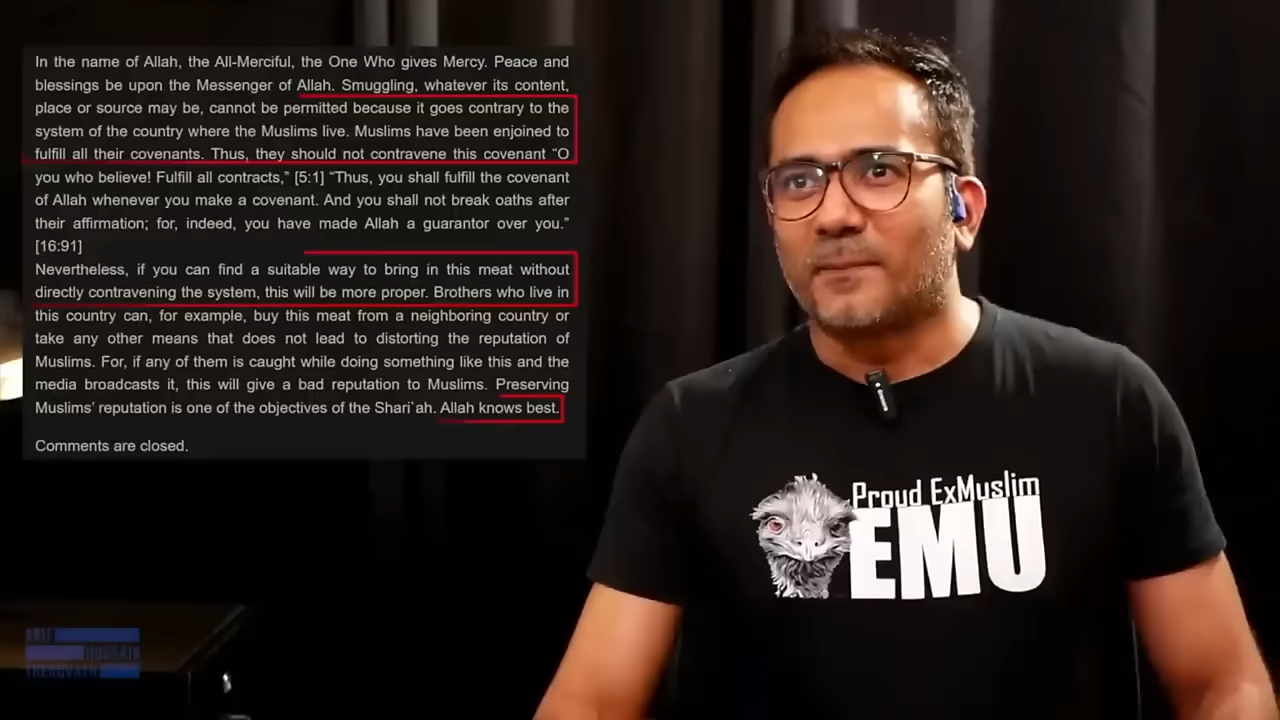 In the name of Allah, the All-Merciful, the One Who gives Mercy. Peace and
blessings be upon the Messenger of Allah. Smuggling, whatever its content,
place or source may be, cannot be permitted because it goes contrary to the
system of the country where the Muslims live. Muslims have been enjoined to
fulfill all their covenants. Thus, they should not contravene this covenant “O
you who believe! Fulfill all contracts,” [5:1] “Thus, you shall fulfill the covenant
of Allah whenever you make a covenant. And you shall not break oaths after
their affirmation; for, indeed, you have made Allah a guarantor over you.”
[16:91]
Nevertheless, if you can find a suitable way to bring in this meat without
directly contravening the system, this will be more proper. Brothers who live in
this country can, for example, buy this meat from a neighboring country or
take any other means that does not lead to distorting the reputation of
Muslims. For, if any of them is caught while doing something like this and the
media broadcasts it, this will give a bad reputation to Muslims. Preserving
Muslims’ reputation is one of the objectives of the Shari`ah. Allah knows best.
Comments are closed.
Proud ExMuslim
EMU
ARIF
HUSSAIN
THERUVATH